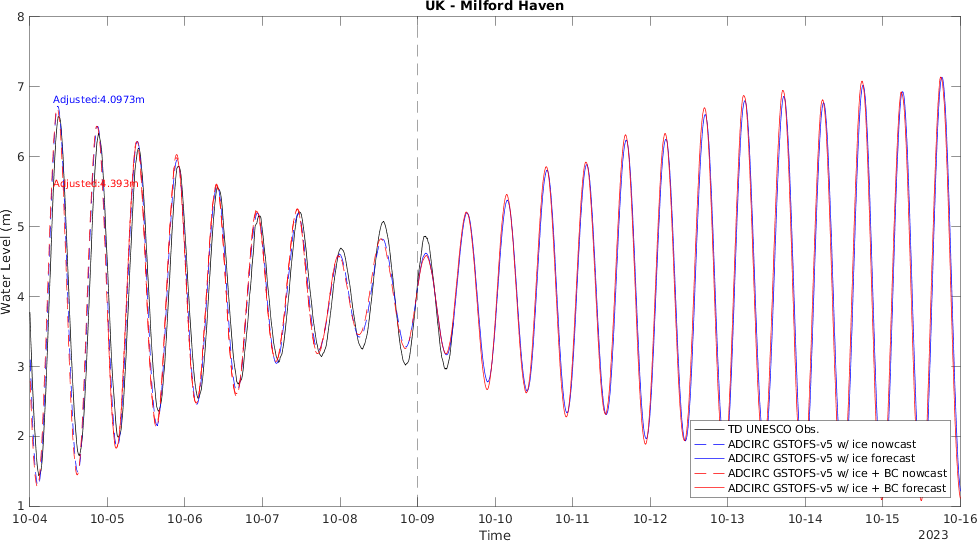 UK - Milford Haven
8
7
6
5
4
3
2
1
Water Level (m)
Adjusted:4.0973m
Adjusted:4.393m
TD UNESCO Obs.
ADCIRC GSTOFS-v5 w/ ice nowcast
ADCIRC GSTOFS-v5 w/ ice forecast
ADCIRC GSTOFS-v5 w/ ice + BC nowcast
ADCIRC GSTOFS-v5 w/ ice + BC forecast
10-04 10-05 10-06 10-07 10-08 10-09 10-10 10-11 10-12 10-13 10-14 10-15 10-16
Time
2023